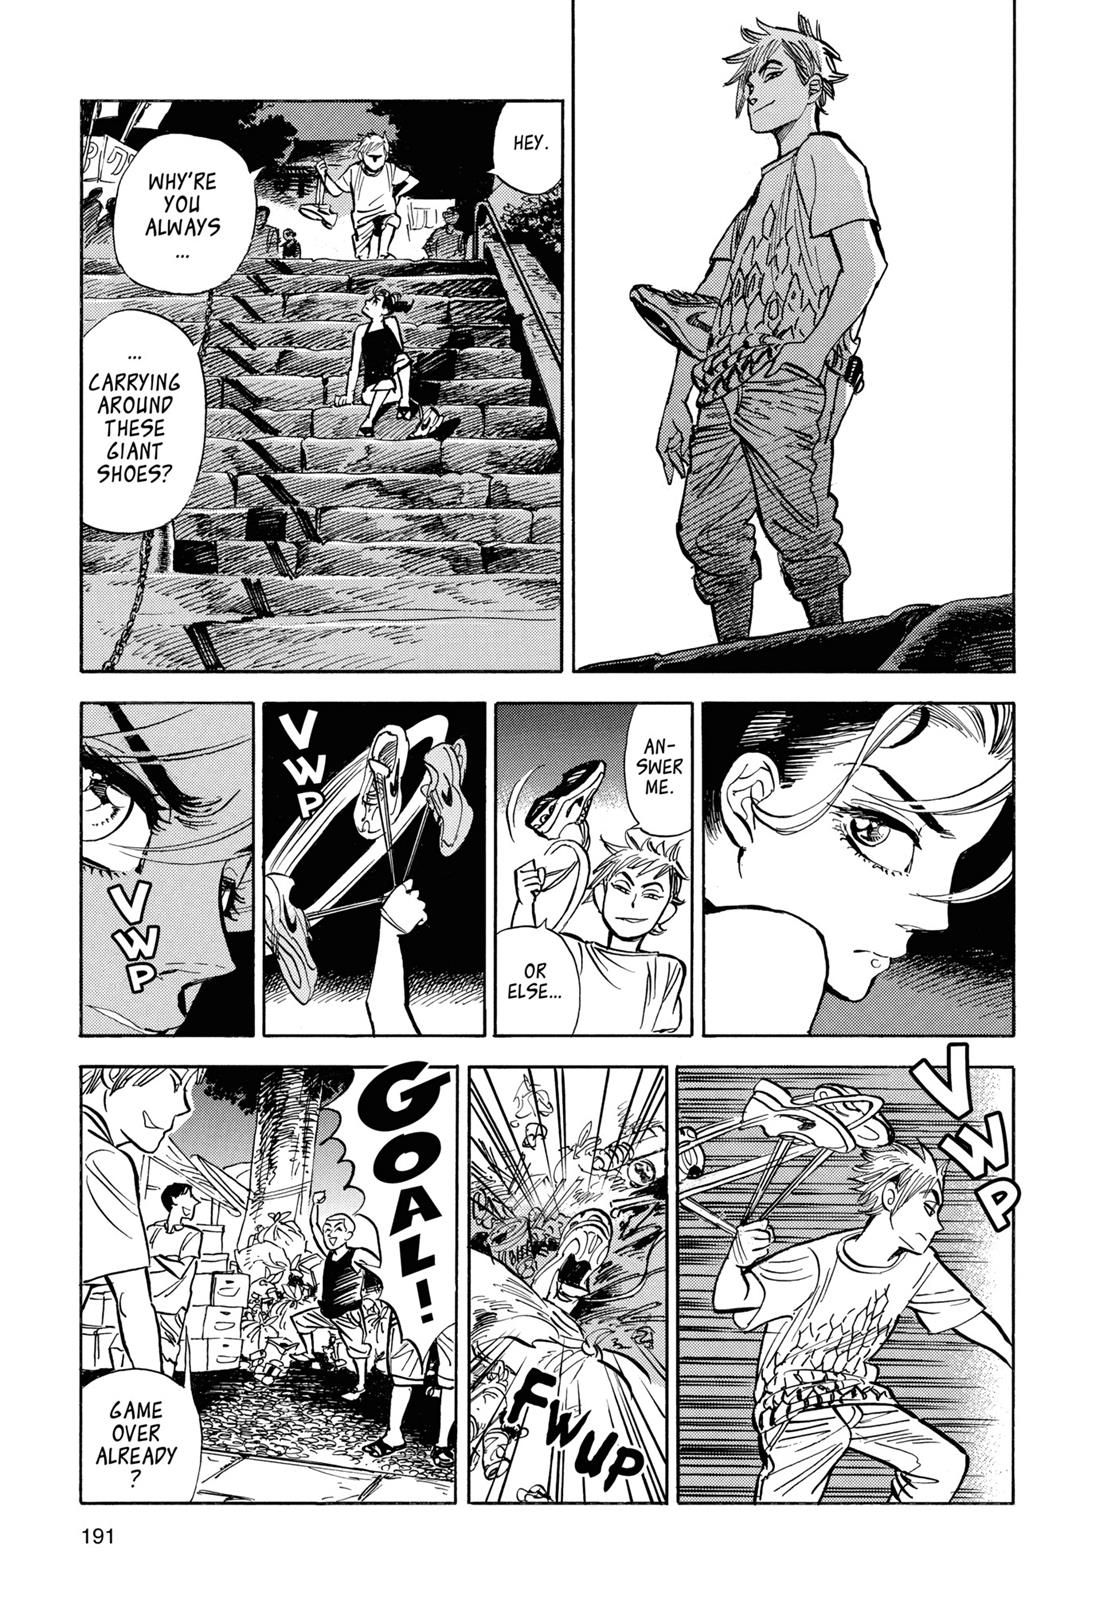 HEY.
WHY'RE
YOU
ALWAYS
...
...
CARRYING
AROUND
THESE
GIANT
SHOES?
AN-
SWER
ME.
OR
ELSE...
VWP
VWP
VWP
FWUP
GOAL!
GAME
OVER
ALREADY
?
191